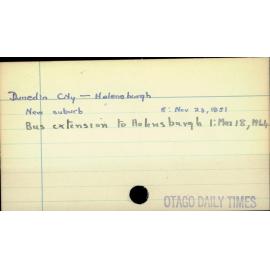 Dunedin City — Helensburgh
New suburb 5: Nov 23, 1951
Bus extension to Helensburgh 1: Mar 18, 1964
OTAGO DAILY TIMES